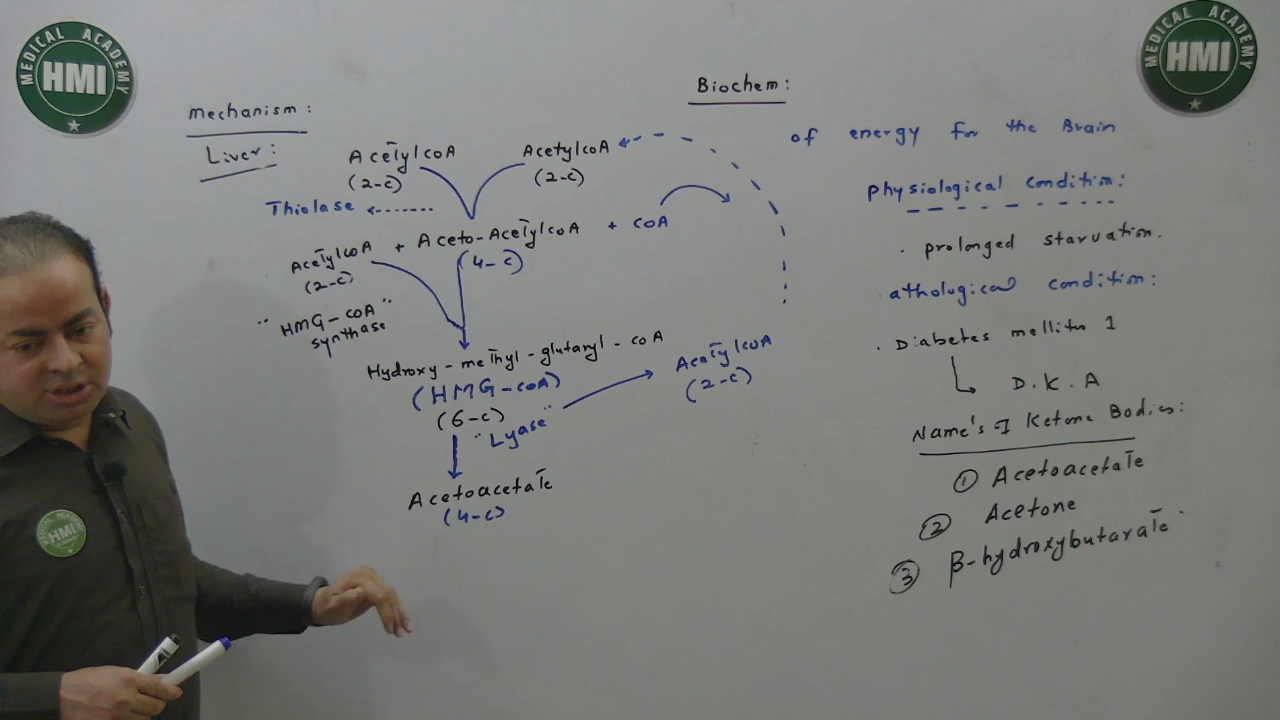 MEDICAL ACADEMY
HMI
MEDICAL ACADEMY
HMI
Biochem:
mechanism:
Liver:
AcetylcoA
(2-c)
AcetylcoA
(2-c)
Thiolase
AcetylcoA + Aceto-AcetylcoA + coA
(2-c)
(4-c)
"HMG-coA"
synthase
Hydroxy-methyl-glutaryl-coA
(HMG-coA)
(6-c)
"Lyase"
AcetylcoA
(2-c)
Acetoacetate
(4-c)
of energy for the Brain
physiological condition:
. prolonged starvation.
athological condition:
. Diabetes mellitus 1
D.K.A
Name's of Ketone Bodies:
① Acetoacetate
② Acetone
③ β-hydroxybutarate
HMI